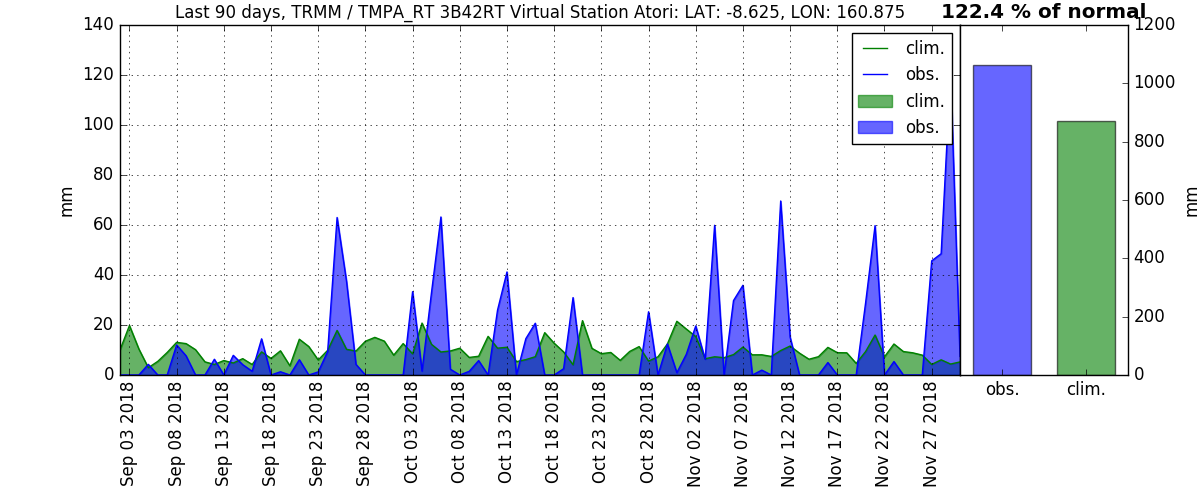 Last 90 days, TRMM / TMPA_RT 3B42RT Virtual Station Atori: LAT: -8.625, LON: 160.875
122.4 % of normal
140
120
100
80
60
40
20
0
mm
clim.
obs.
clim.
obs.
1200
1000
800
600
400
200
0
mm
Sep 03 2018
Sep 08 2018
Sep 13 2018
Sep 18 2018
Sep 23 2018
Sep 28 2018
Oct 03 2018
Oct 08 2018
Oct 13 2018
Oct 18 2018
Oct 23 2018
Oct 28 2018
Nov 02 2018
Nov 07 2018
Nov 12 2018
Nov 17 2018
Nov 22 2018
Nov 27 2018
obs.
clim.